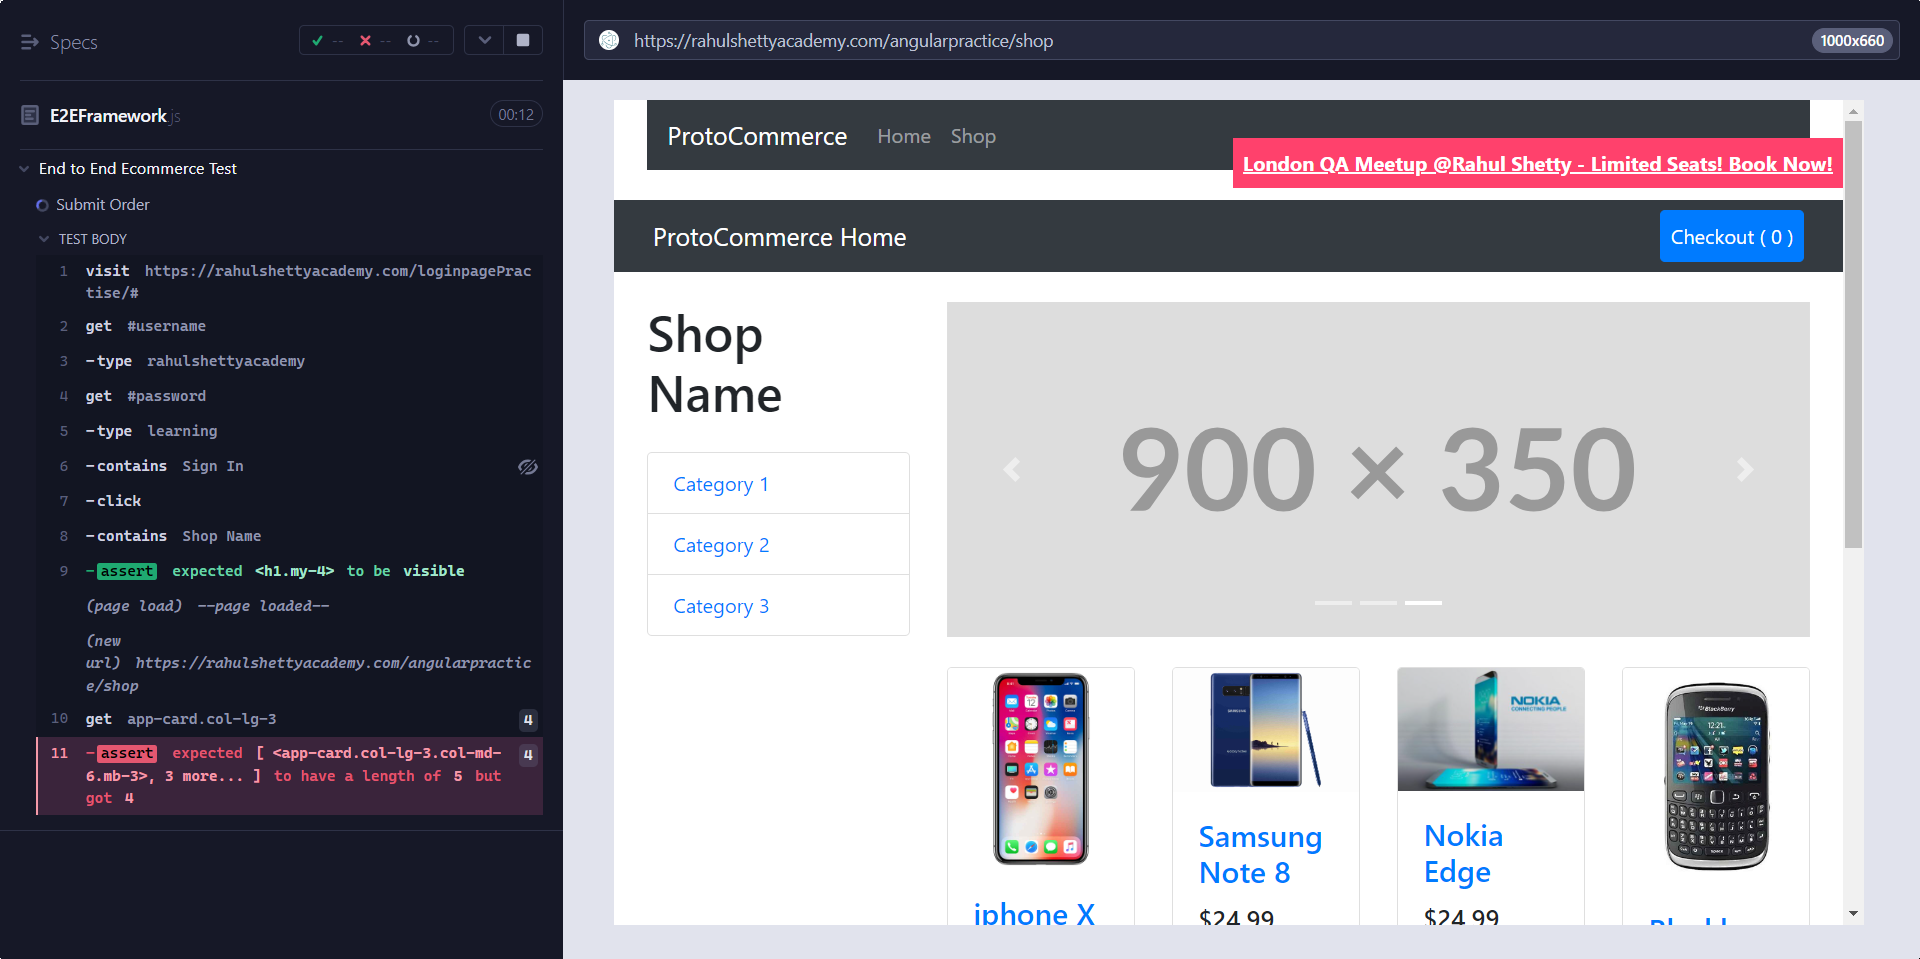 Specs
--
--
--
E2EFramework.js
00:12
End to End Ecommerce Test
Submit Order
TEST BODY
1 visit https://rahulshettyacademy.com/loginpagePrac
tise/#
2 get #username
3 -type rahulshettyacademy
4 get #password
5 -type learning
6 -contains Sign In
7 -click
8 -contains Shop Name
9 -assert expected <h1.my-4> to be visible
(page load) --page loaded--
(new
url) https://rahulshettyacademy.com/angularpractic
e/shop
10 get app-card.col-lg-3 4
11 -assert expected [ <app-card.col-lg-3.col-md- 4
6.mb-3>, 3 more... ] to have a length of 5 but
got 4
https://rahulshettyacademy.com/angularpractice/shop
1000x660
ProtoCommerce Home Shop
London QA Meetup @Rahul Shetty - Limited Seats! Book Now!
ProtoCommerce Home
Checkout ( 0 )
Shop
Name
Category 1
Category 2
Category 3
900 × 350
NOKIA
CONNECTING PEOPLE
BlackBerry
iphone X
Samsung
Note 8
$24.99
Nokia
Edge
$24.99